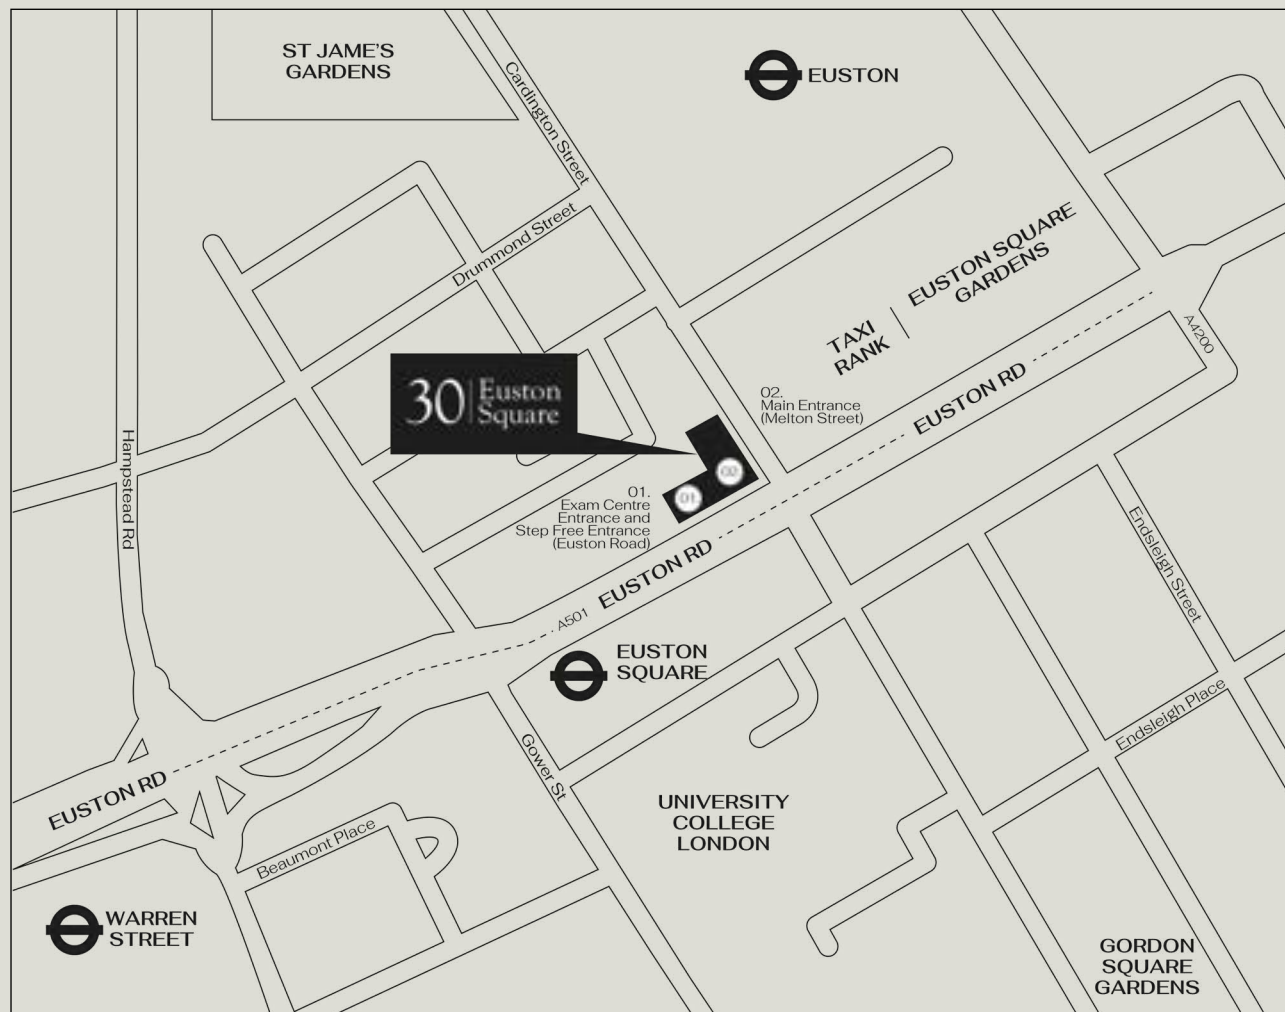 ST JAME'S
GARDENS
Cardington Street
EUSTON
Drummond Street
EUSTON SQUARE
GARDENS
TAXI
RANK
A4200
30 Euston
Square
02.
Main Entrance
(Melton Street)
EUSTON RD
Hampstead Rd
01.
Exam Centre
Entrance and
Step Free Entrance
(Euston Road)
02
01
Endsleigh Street
EUSTON RD
A501
EUSTON
SQUARE
Endsleigh Place
Gower St
EUSTON RD
UNIVERSITY
COLLEGE
LONDON
Beaumont Place
WARREN
STREET
GORDON
SQUARE
GARDENS